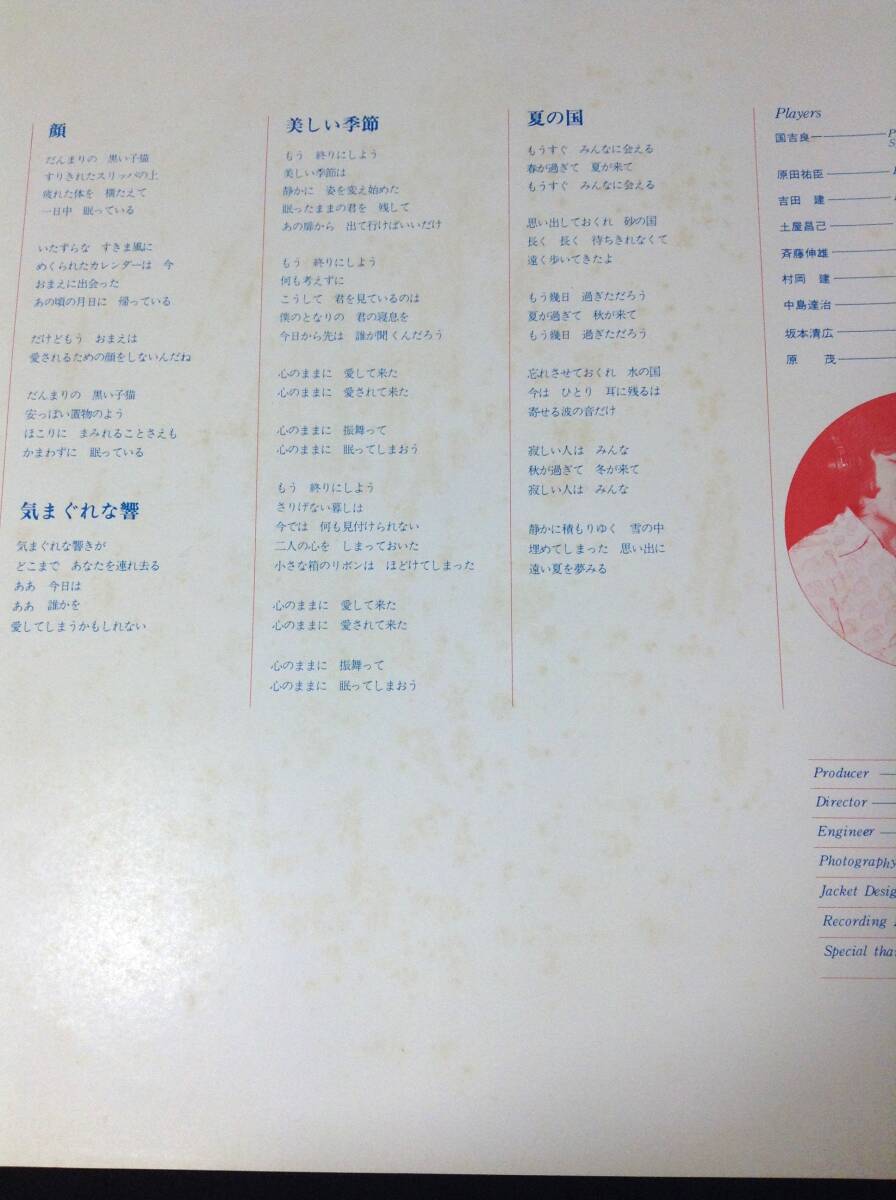 顔
だんまりの　黒い子猫
すりきれたスリッパの上
疲れた体を　横たえて
一日中　眠っている
いたずらな　すきま風に
めくられたカレンダーは　今
おまえに出会った
あの頃の月日に　帰っている
だけどもう　おまえは
愛されるための顔をしないんだね
だんまりの　黒い子猫
安っぽい置物のよう
ほこりに　まみれることさえも
かまわずに　眠っている
気まぐれな響
気まぐれな響きが
どこまで　あなたを連れ去る
ああ　今日は
ああ　誰かを
愛してしまうかもしれない
美しい季節
もう　終りにしよう
美しい季節は
静かに　姿を変え始めた
眠ったままの君を　残して
あの扉から　出て行けばいいだけ
もう　終りにしよう
何も考えずに
こうして　君を見ているのは
僕のとなりの　君の寝息を
今日から先は　誰が聞くんだろう
心のままに　愛して来た
心のままに　愛されて来た
心のままに　振舞って
心のままに　眠ってしまおう
もう　終りにしよう
さりげない暮しは
今では　何も見付けられない
二人の心を　しまっておいた
小さな箱のリボンは　ほどけてしまった
心のままに　愛して来た
心のままに　愛されて来た
心のままに　振舞って
心のままに　眠ってしまおう
夏の国
もうすぐ　みんなに会える
春が過ぎて　夏が来て
もうすぐ　みんなに会える
思い出しておくれ　砂の国
長く　長く　待ちきれなくて
遠く歩いてきたよ
もう幾日　過ぎただろう
夏が過ぎて　秋が来て
もう幾日　過ぎただろう
忘れさせておくれ　水の国
今は　ひとり　耳に残るは
寄せる波の音だけ
寂しい人は　みんな
秋が過ぎて　冬が来て
寂しい人は　みんな
静かに積もりゆく　雪の中
埋めてしまった　思い出に
遠い夏を夢みる
Players
国吉良一
原田祐臣
吉田　建
土屋昌己
斉藤伸雄
村岡　建
中島達治
坂本清広
原　　茂
Producer
Director
Engineer
Photography
Jacket Desig
Recording
Special tha